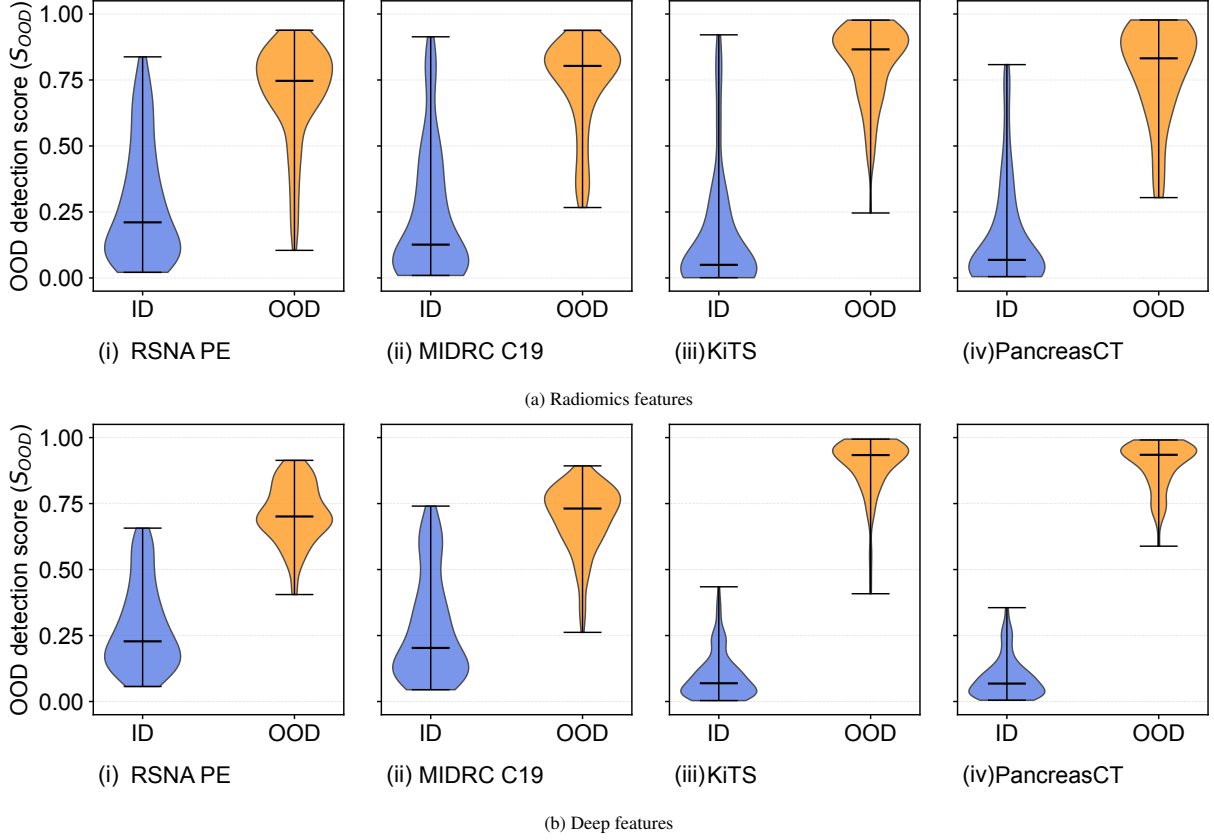 OOD detection score (S_OOD)
1.00
0.75
0.50
0.25
0.00
ID OOD ID OOD ID OOD ID OOD
(i) RSNA PE (ii) MIDRC C19 (iii)KiTS (iv)PancreasCT
(a) Radiomics features
OOD detection score (S_OOD)
1.00
0.75
0.50
0.25
0.00
ID OOD ID OOD ID OOD ID OOD
(i) RSNA PE (ii) MIDRC C19 (iii)KiTS (iv)PancreasCT
(b) Deep features